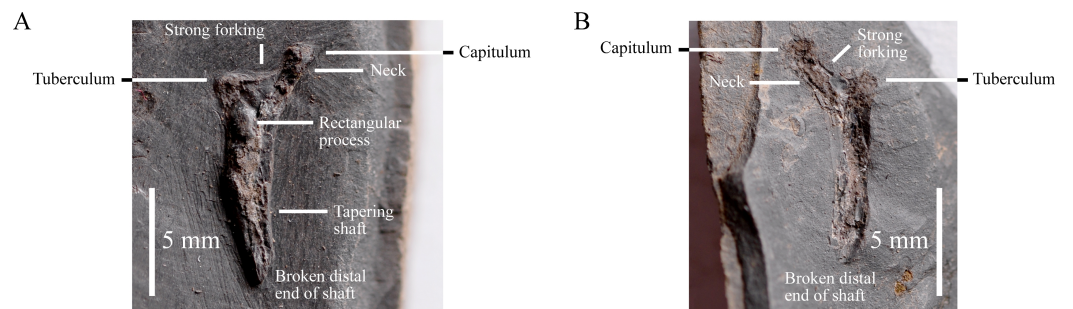 A
Strong forking
Capitulum
Tuberculum
Neck
Rectangular
process
Tapering
shaft
5 mm
Broken distal
end of shaft
B
Strong
forking
Capitulum
Neck
Tuberculum
5 mm
Broken distal
end of shaft